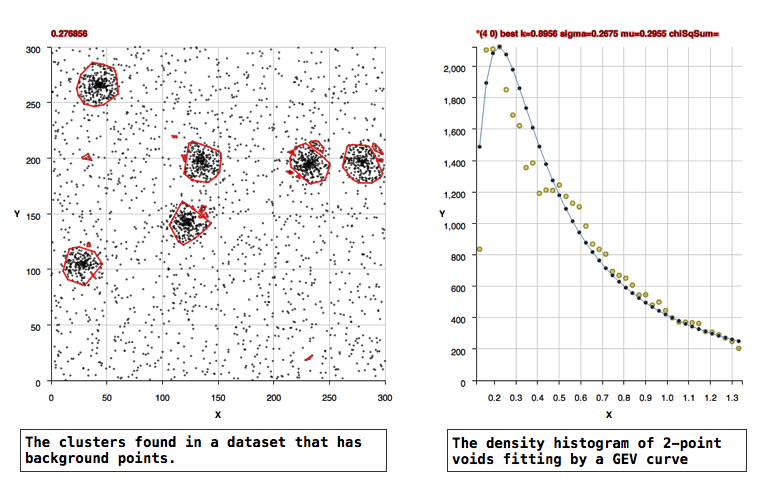 0.276856
300
250
200
150
100
50
0
Y
0 50 100 150 200 250 300
X
The clusters found in a dataset that has
background points.
*(4 0) best k=0.8956 sigma=0.2675 mu=0.2955 chiSqSum=
2,000
1,800
1,600
1,400
1,200
1,000
800
600
400
200
0
Y
0.2 0.3 0.4 0.5 0.6 0.7 0.8 0.9 1.0 1.1 1.2 1.3
X
The density histogram of 2-point
voids fitting by a GEV curve